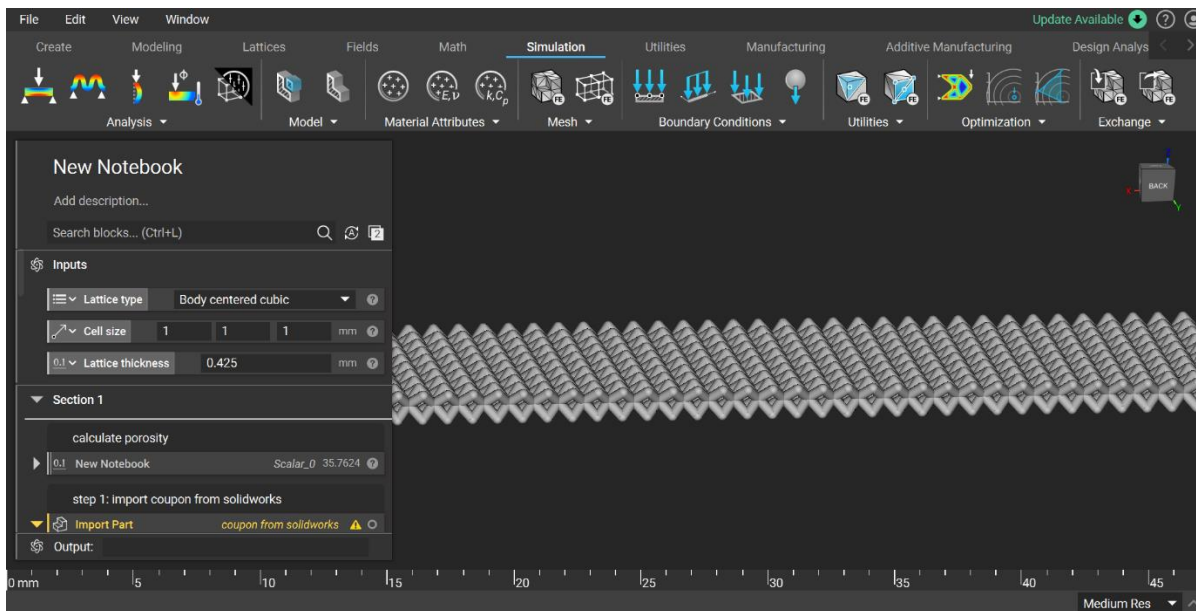 File Edit View Window Update Available
Create Modeling Lattices Fields Math Simulation Utilities Manufacturing Additive Manufacturing Design Analys
Analysis Model Material Attributes Mesh Boundary Conditions Utilities Optimization Exchange
New Notebook
Add description...
Search blocks... (Ctrl+L)
Inputs
Lattice type Body centered cubic
Cell size 1 1 1 mm
0.1 Lattice thickness 0.425 mm
Section 1
calculate porosity
0.1 New Notebook Scalar_0 35.7624
step 1: import coupon from solidworks
Import Part coupon from solidworks
Output:
BACK
X
Y
0 mm 5 10 15 20 25 30 35 40 45
Medium Res